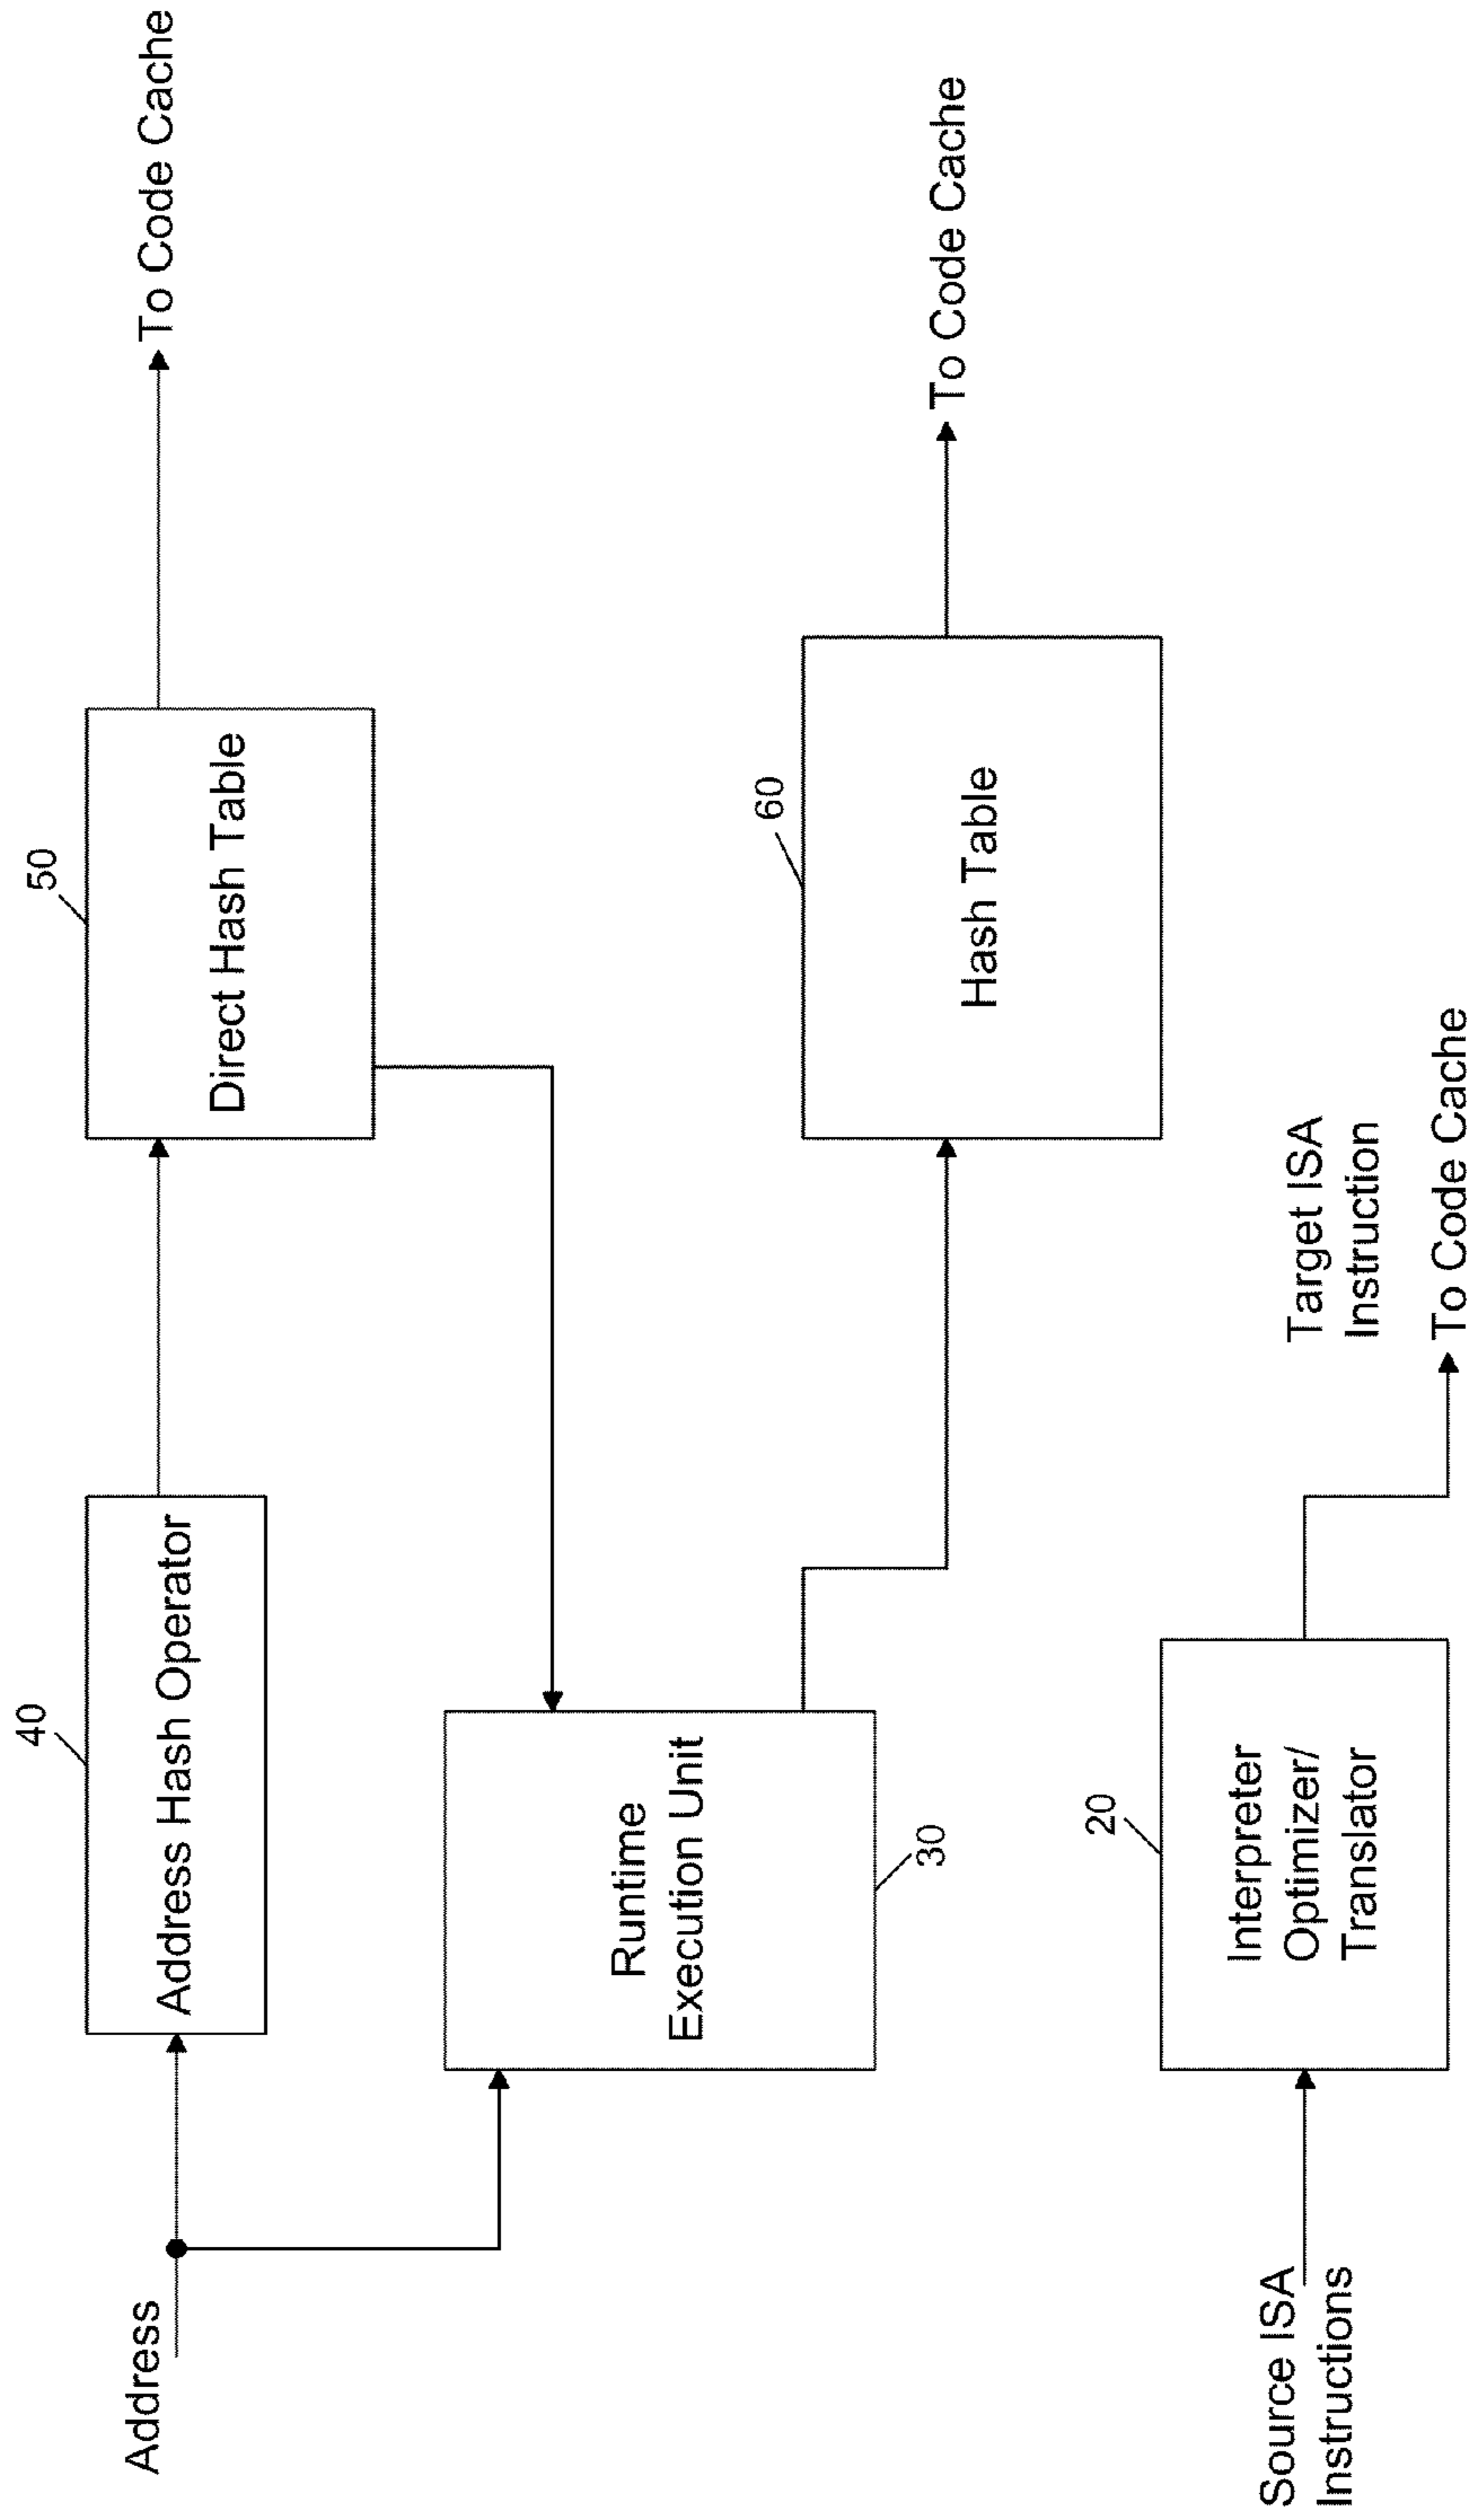 40
50
Address
Address Hash Operator
Direct Hash Table
To Code Cache
Runtime
Execution Unit
30
60
Hash Table
To Code Cache
20
Source ISA
Instructions
Interpreter
Optimizer/
Translator
Target ISA
Instruction
To Code Cache